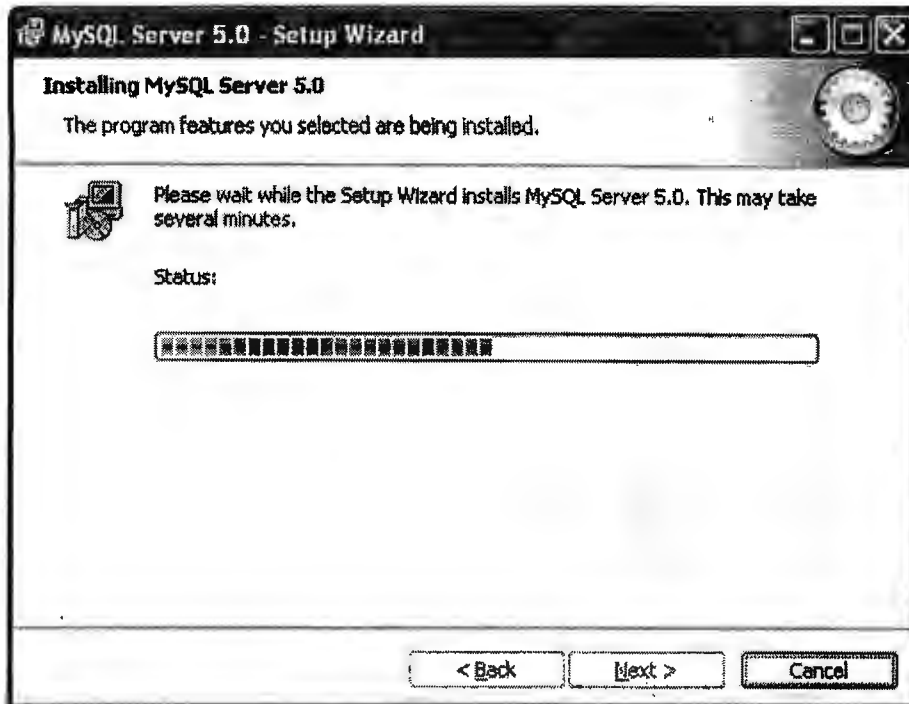 MySQL Server 5.0 - Setup Wizard
Installing MySQL Server 5.0
The program features you selected are being installed.
Please wait while the Setup Wizard installs MySQL Server 5.0. This may take
several minutes.
Status:
< Back
Next >
Cancel